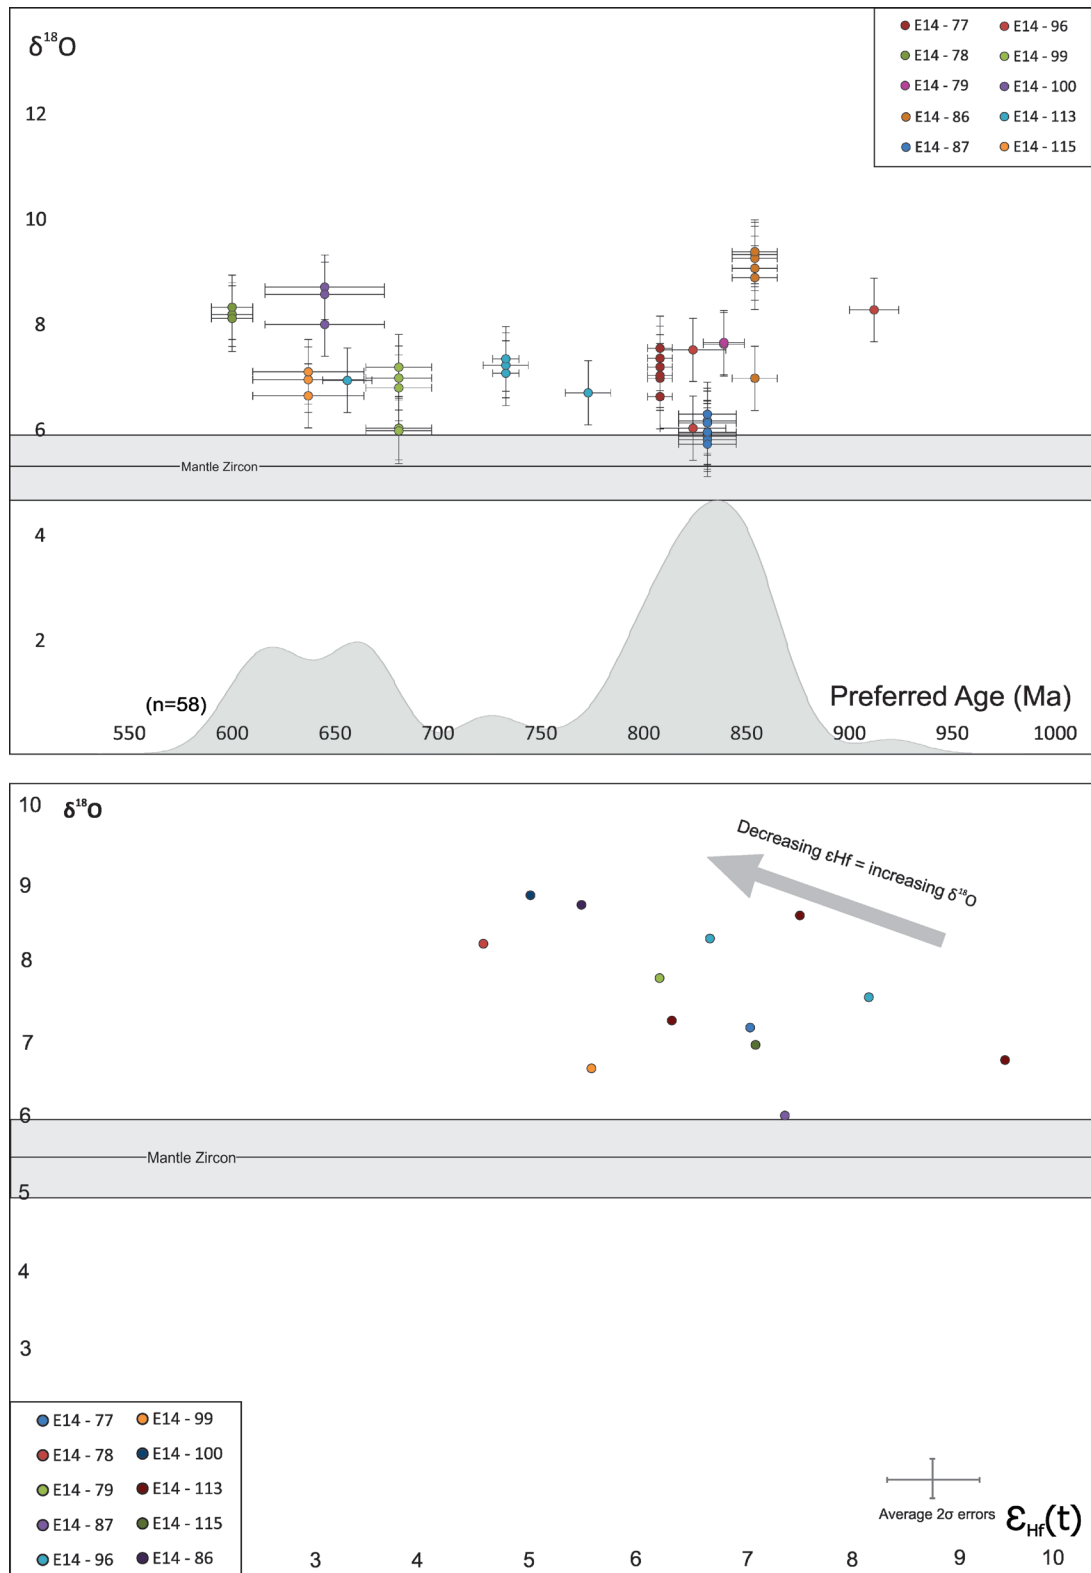 δ¹⁸O
E14 - 77
E14 - 96
E14 - 78
E14 - 99
E14 - 79
E14 - 100
E14 - 86
E14 - 113
E14 - 87
E14 - 115
12
10
8
6
Mantle Zircon
4
2
(n=58)
Preferred Age (Ma)
550 600 650 700 750 800 850 900 950 1000
10 δ¹⁸O
Decreasing εHf = increasing δ¹⁸O
9
8
7
6
Mantle Zircon
5
4
3
E14 - 77
E14 - 99
E14 - 78
E14 - 100
E14 - 79
E14 - 113
E14 - 87
E14 - 115
E14 - 96
E14 - 86
Average 2σ errors
εHf(t)
3 4 5 6 7 8 9 10